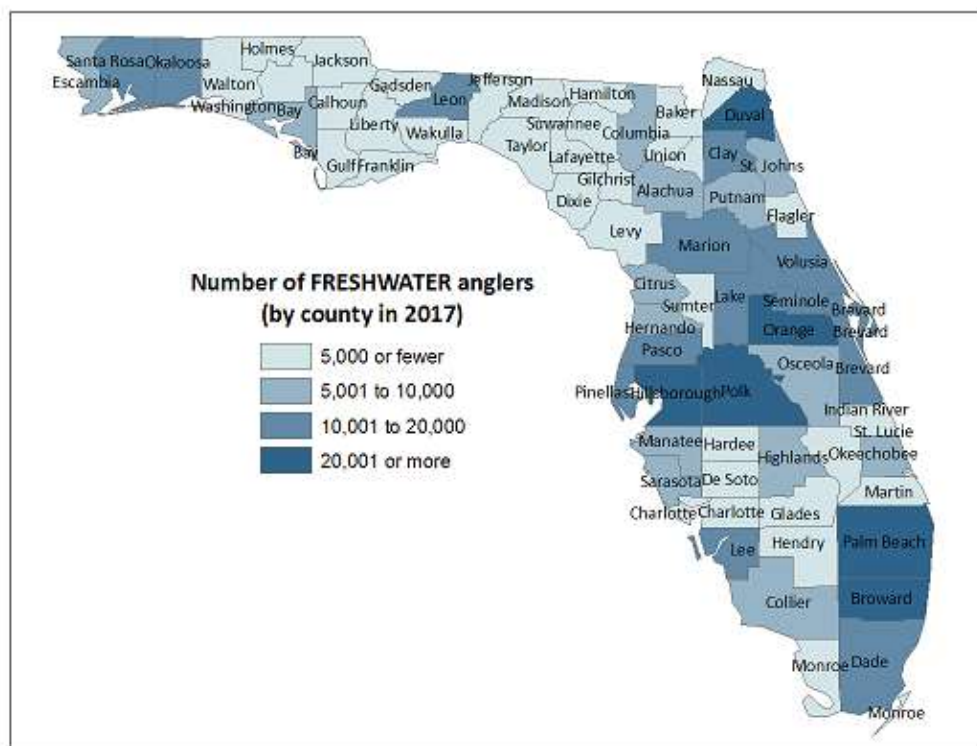 Holmes
Santa Rosa Okaloosa
Jackson
Escambia
Walton
Gadsden
Jefferson
Nassau
Washington
Bay
Calhoun
Leon
Madison
Hamilton
Baker
Duval
Liberty
Wakulla
Sowannee
Columbia
Bay
Taylor
Lafayette
Union
Clay
St. Johns
Gulf Franklin
Gilchrist
Alachua
Putnam
Dixie
Flagler
Levy
Marion
Volusia
Number of FRESHWATER anglers
(by county in 2017)
5,000 or fewer
5,001 to 10,000
10,001 to 20,000
20,001 or more
Citrus
Sumter
Lake
Seminole
Brevard
Hernando
Orange
Brevard
Pasco
Osceola
Brevard
Pinellas
Hillsborough
Polk
Indian River
St. Lucie
Manatee
Hardee
Highlands
Okeechobee
Sarasota
De Soto
Martin
Charlotte
Charlotte
Glades
Lee
Hendry
Palm Beach
Collier
Broward
Monroe
Dade
Monroe